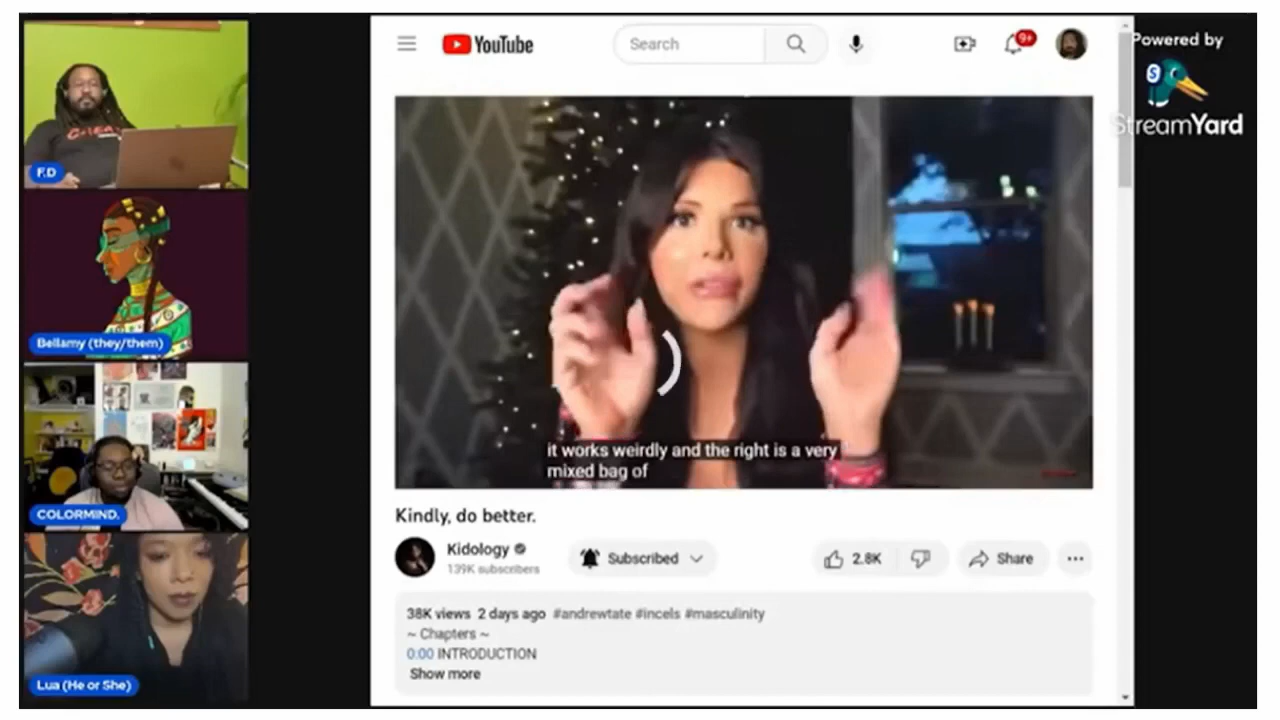 YouTube
Search
9+
Powered by
StreamYard
F.D
Bellamy (they/them)
COLORMIND.
Lua (He or She)
it works weirdly and the right is a very
mixed bag of
Kindly, do better.
Kidology
139K subscribers
Subscribed
2.8K
Share
38K views 2 days ago #andrewtate #incels #masculinity
~ Chapters ~
0:00 INTRODUCTION
Show more